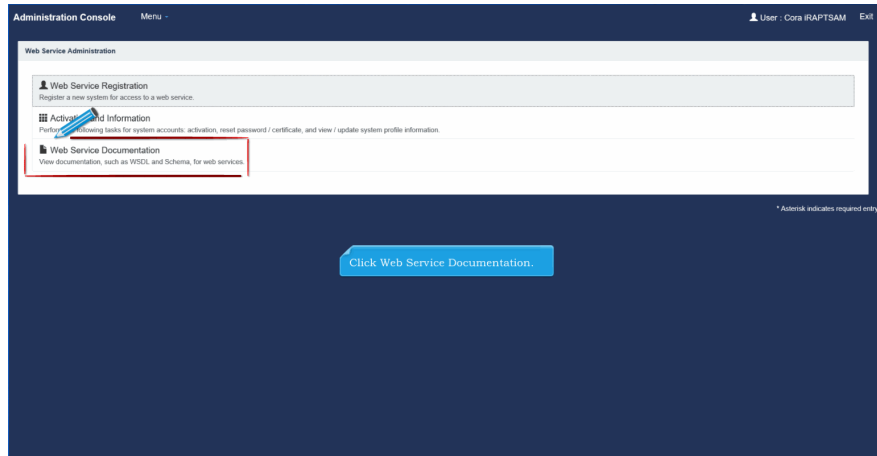 Administration Console Menu -
User : Cora iRAPTSAM Exit
Web Service Administration
Web Service Registration
Register a new system for access to a web service.
Activation and Information
Perform following tasks for system accounts: activation, reset password / certificate, and view / update system profile information.
Web Service Documentation
View documentation, such as WSDL and Schema, for web services.
* Asterisk indicates required entry
Click Web Service Documentation.